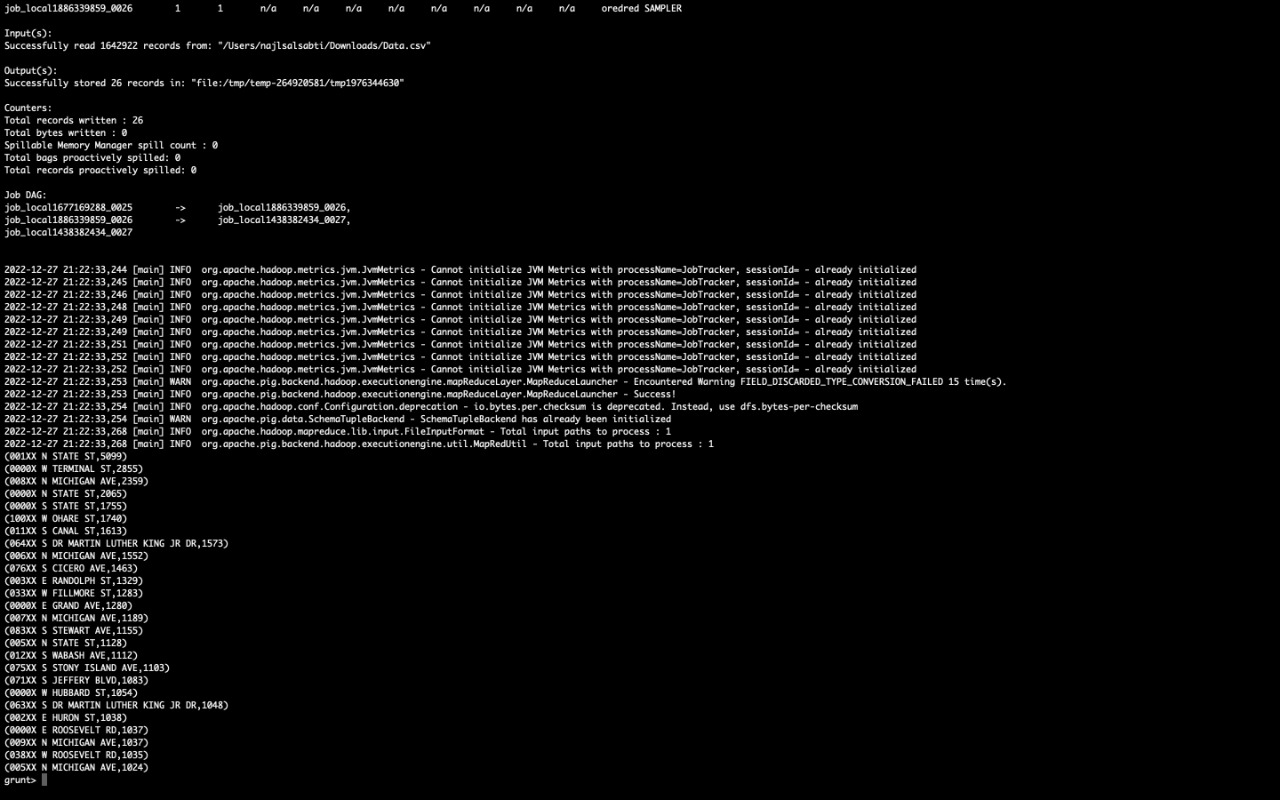 job_local1886339859_0026 1 1 n/a n/a n/a n/a n/a n/a n/a n/a oredred SAMPLER
Input(s):
Successfully read 1642922 records from: "/Users/najlsalsabti/Downloads/Data.csv"
Output(s):
Successfully stored 26 records in: "file:/tmp/temp-264920581/tmp1976344630"
Counters:
Total records written : 26
Total bytes written : 0
Spillable Memory Manager spill count : 0
Total bags proactively spilled: 0
Total records proactively spilled: 0
Job DAG:
job_local1677169288_0025 -> job_local1886339859_0026,
job_local1886339859_0026 -> job_local1438382434_0027,
job_local1438382434_0027
2022-12-27 21:22:33,244 [main] INFO org.apache.hadoop.metrics.jvm.JvmMetrics - Cannot initialize JVM Metrics with processName=JobTracker, sessionId= - already initialized
2022-12-27 21:22:33,245 [main] INFO org.apache.hadoop.metrics.jvm.JvmMetrics - Cannot initialize JVM Metrics with processName=JobTracker, sessionId= - already initialized
2022-12-27 21:22:33,246 [main] INFO org.apache.hadoop.metrics.jvm.JvmMetrics - Cannot initialize JVM Metrics with processName=JobTracker, sessionId= - already initialized
2022-12-27 21:22:33,248 [main] INFO org.apache.hadoop.metrics.jvm.JvmMetrics - Cannot initialize JVM Metrics with processName=JobTracker, sessionId= - already initialized
2022-12-27 21:22:33,249 [main] INFO org.apache.hadoop.metrics.jvm.JvmMetrics - Cannot initialize JVM Metrics with processName=JobTracker, sessionId= - already initialized
2022-12-27 21:22:33,249 [main] INFO org.apache.hadoop.metrics.jvm.JvmMetrics - Cannot initialize JVM Metrics with processName=JobTracker, sessionId= - already initialized
2022-12-27 21:22:33,251 [main] INFO org.apache.hadoop.metrics.jvm.JvmMetrics - Cannot initialize JVM Metrics with processName=JobTracker, sessionId= - already initialized
2022-12-27 21:22:33,252 [main] INFO org.apache.hadoop.metrics.jvm.JvmMetrics - Cannot initialize JVM Metrics with processName=JobTracker, sessionId= - already initialized
2022-12-27 21:22:33,252 [main] INFO org.apache.hadoop.metrics.jvm.JvmMetrics - Cannot initialize JVM Metrics with processName=JobTracker, sessionId= - already initialized
2022-12-27 21:22:33,253 [main] WARN org.apache.pig.backend.hadoop.executionengine.mapReduceLayer.MapReduceLauncher - Encountered Warning FIELD_DISCARDED_TYPE_CONVERSION_FAILED 15 time(s).
2022-12-27 21:22:33,253 [main] INFO org.apache.pig.backend.hadoop.executionengine.mapReduceLayer.MapReduceLauncher - Success!
2022-12-27 21:22:33,254 [main] INFO org.apache.hadoop.conf.Configuration.deprecation - io.bytes.per.checksum is deprecated. Instead, use dfs.bytes-per-checksum
2022-12-27 21:22:33,254 [main] WARN org.apache.pig.data.SchemaTupleBackend - SchemaTupleBackend has already been initialized
2022-12-27 21:22:33,268 [main] INFO org.apache.hadoop.mapreduce.lib.input.FileInputFormat - Total input paths to process : 1
2022-12-27 21:22:33,268 [main] INFO org.apache.pig.backend.hadoop.executionengine.util.MapRedUtil - Total input paths to process : 1
(001XX N STATE ST,5099)
(0000X W TERMINAL ST,2855)
(008XX N MICHIGAN AVE,2359)
(0000X N STATE ST,2065)
(0000X S STATE ST,1755)
(100XX W OHARE ST,1740)
(011XX S CANAL ST,1613)
(064XX S DR MARTIN LUTHER KING JR DR,1573)
(006XX N MICHIGAN AVE,1552)
(076XX S CICERO AVE,1463)
(003XX E RANDOLPH ST,1329)
(033XX W FILLMORE ST,1283)
(0000X E GRAND AVE,1280)
(007XX N MICHIGAN AVE,1189)
(083XX S STEWART AVE,1155)
(005XX N STATE ST,1128)
(012XX S WABASH AVE,1112)
(075XX S STONY ISLAND AVE,1103)
(071XX S JEFFERY BLVD,1083)
(0000X W HUBBARD ST,1054)
(063XX S DR MARTIN LUTHER KING JR DR,1048)
(002XX E HURON ST,1038)
(0000X E ROOSEVELT RD,1037)
(009XX N MICHIGAN AVE,1037)
(038XX W ROOSEVELT RD,1035)
(005XX N MICHIGAN AVE,1024)
grunt>